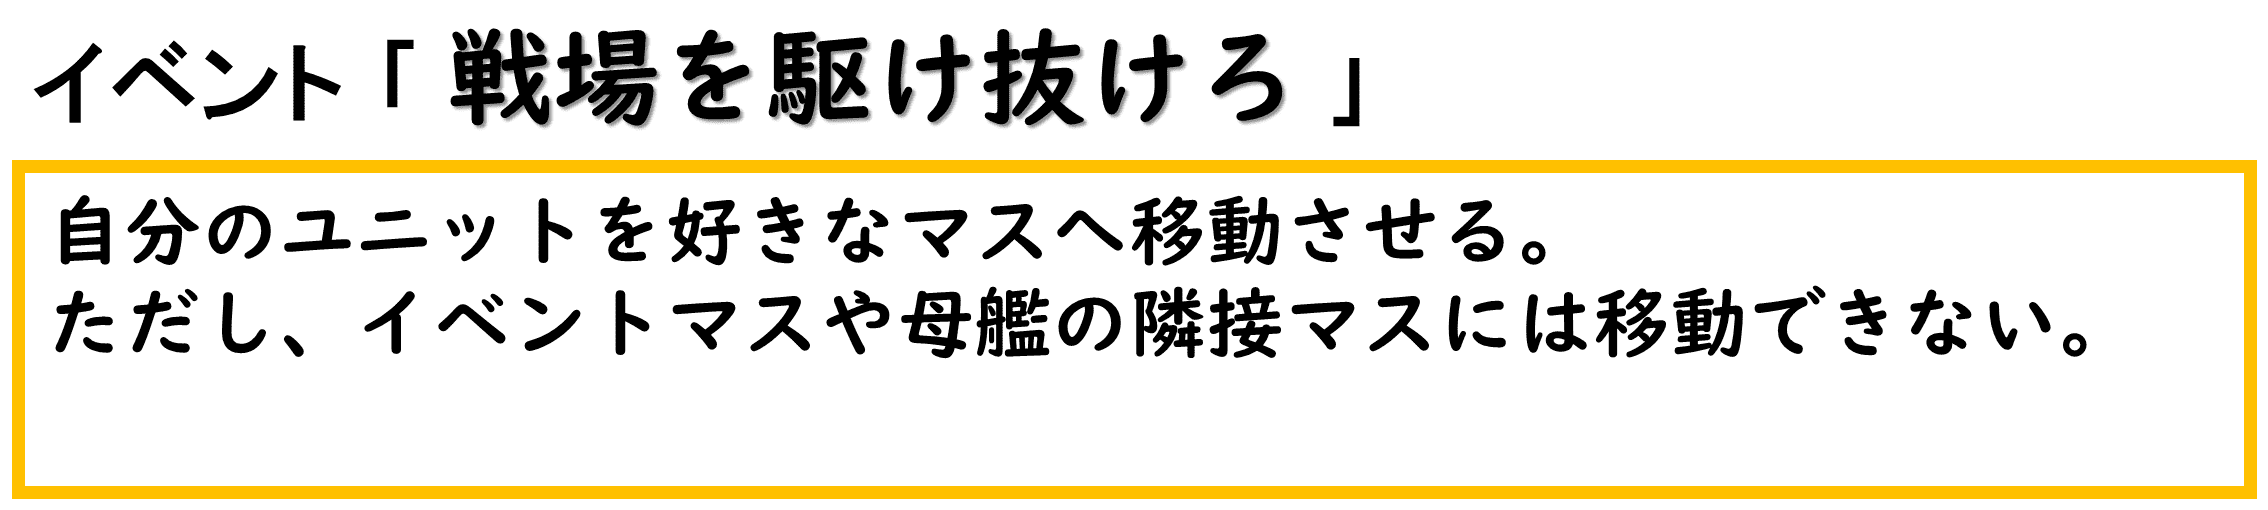 イベント「戦場を駆け抜けろ」
自分のユニットを好きなマスへ移動させる。
ただし、イベントマスや母艦の隣接マスには移動できない。